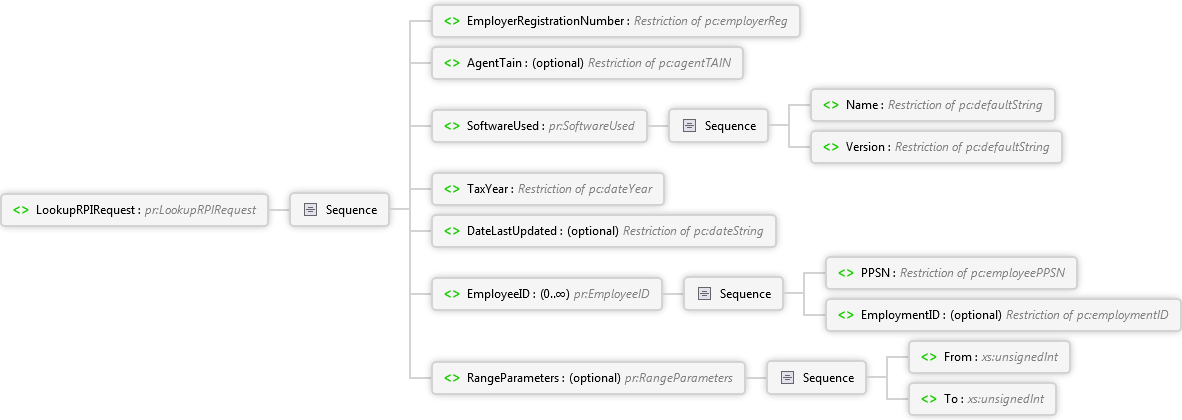 <> EmployerRegistrationNumber : Restriction of pc:employerReg
<> AgentTain : (optional) Restriction of pc:agentTAIN
<> Name : Restriction of pc:defaultString
<> SoftwareUsed : pr:SoftwareUsed Sequence
<> Version : Restriction of pc:defaultString
<> TaxYear : Restriction of pc:dateYear
<> LookupRPIRequest : pr:LookupRPIRequest Sequence
<> DateLastUpdated : (optional) Restriction of pc:dateString
<> PPSN : Restriction of pc:employeePPSN
<> EmployeeID : (0..∞) pr:EmployeeID Sequence
<> EmploymentID : (optional) Restriction of pc:employmentID
<> From : xs:unsignedInt
<> RangeParameters : (optional) pr:RangeParameters Sequence
<> To : xs:unsignedInt